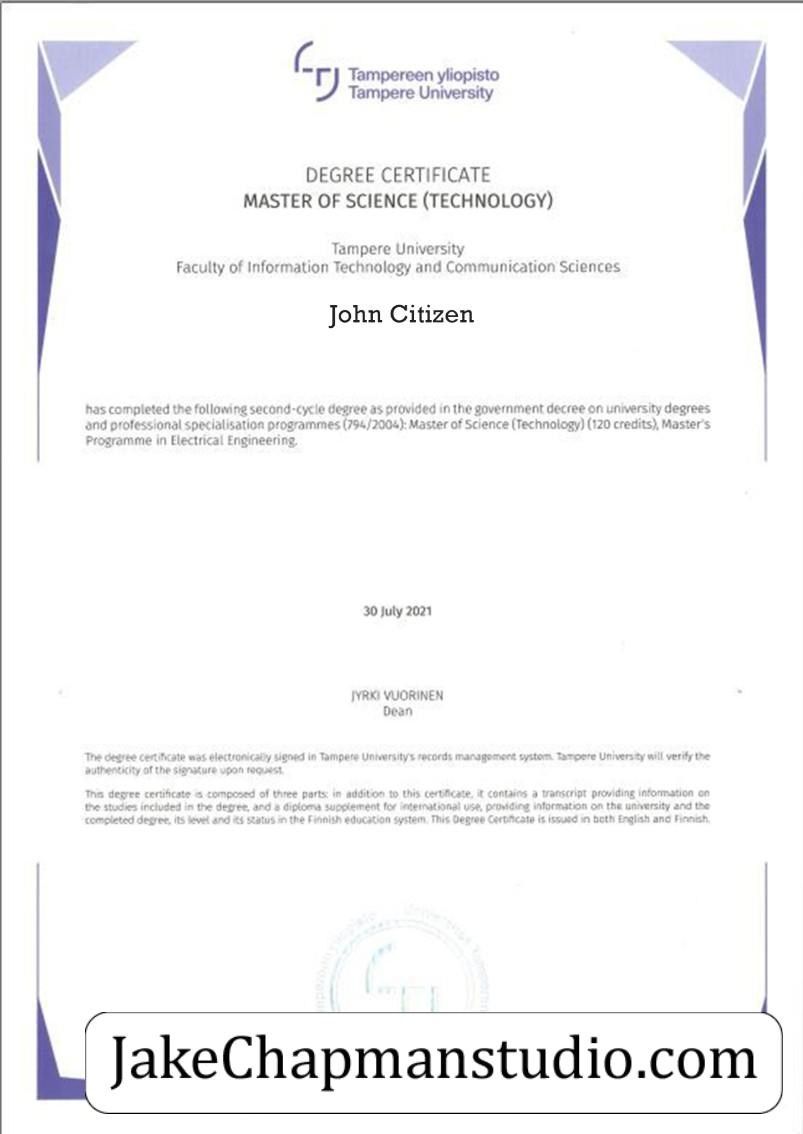 Tampereen yliopisto
Tampere University
DEGREE CERTIFICATE
MASTER OF SCIENCE (TECHNOLOGY)
Tampere University
Faculty of Information Technology and Communication Sciences
John Citizen
has completed the following second-cycle degree as provided in the government decree on university degrees
and professional specialisation programmes (794/2004): Master of Science (Technology) (120 credits), Master's
Programme in Electrical Engineering.
30 July 2021
JYRKI VUORINEN
Dean
The degree certificate was electronically signed in Tampere University's records management system. Tampere University will verify the
authenticity of the signature upon request.
This degree certificate is composed of three parts: in addition to this certificate, it contains a transcript providing information on
the studies included in the degree, and a diploma supplement for international use, providing information on the university and the
completed degree, its level and its status in the Finnish education system. This Degree Certificate is issued in both English and Finnish.
JakeChapmanstudio.com